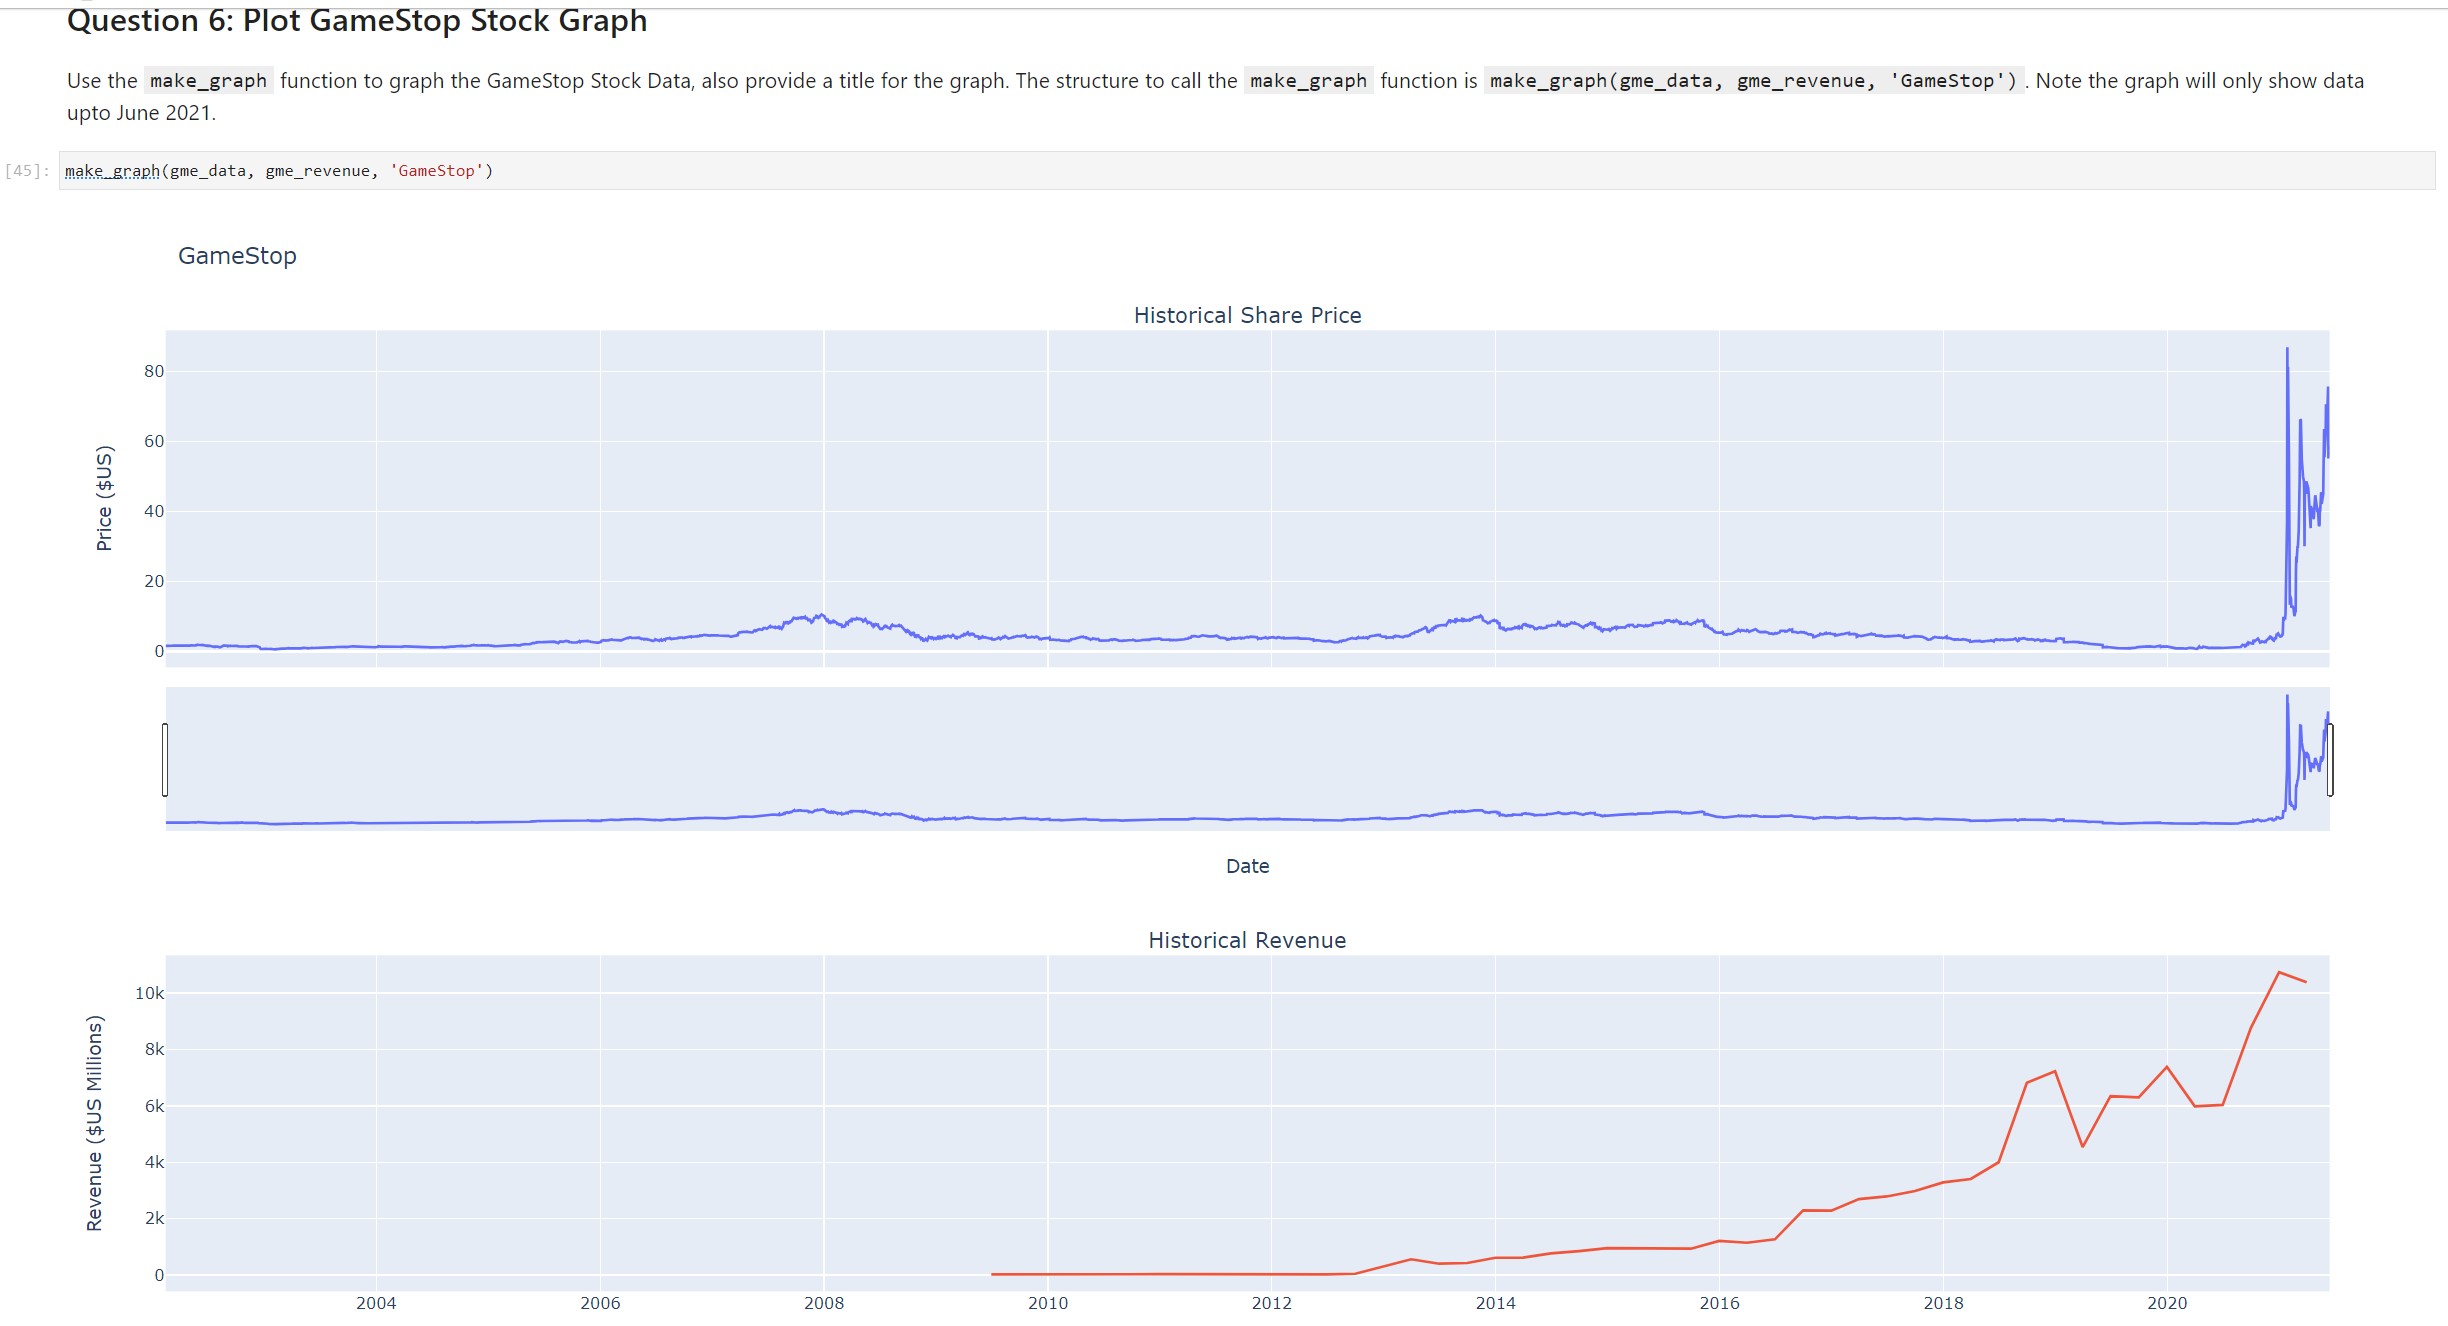 Question 6: Plot GameStop Stock Graph
Use the make_graph function to graph the GameStop Stock Data, also provide a title for the graph. The structure to call the make_graph function is make_graph(gme_data, gme_revenue, 'GameStop') . Note the graph will only show data
upto June 2021.
[45]: make_graph(gme_data, gme_revenue, 'GameStop')
GameStop
Historical Share Price
80
60
40
20
0
Price ($US)
Date
Historical Revenue
10k
8k
6k
4k
2k
0
Revenue ($US Millions)
2004 2006 2008 2010 2012 2014 2016 2018 2020